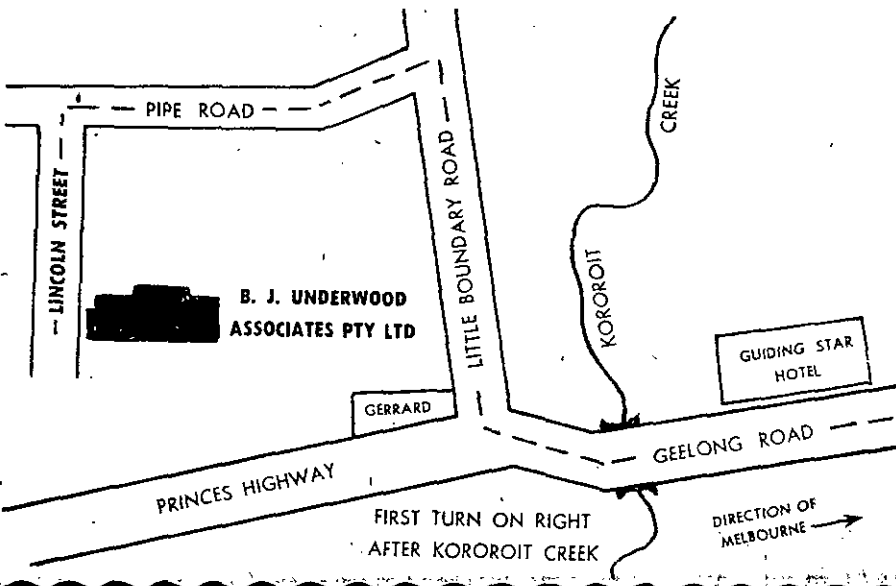 PIPE ROAD
LINCOLN STREET
B. J. UNDERWOOD
ASSOCIATES PTY LTD
LITTLE BOUNDARY ROAD
CREEK
KOROROIT
GUIDING STAR
HOTEL
GERRARD
GEELONG ROAD
PRINCES HIGHWAY
FIRST TURN ON RIGHT
AFTER KOROROIT CREEK
DIRECTION OF
MELBOURNE